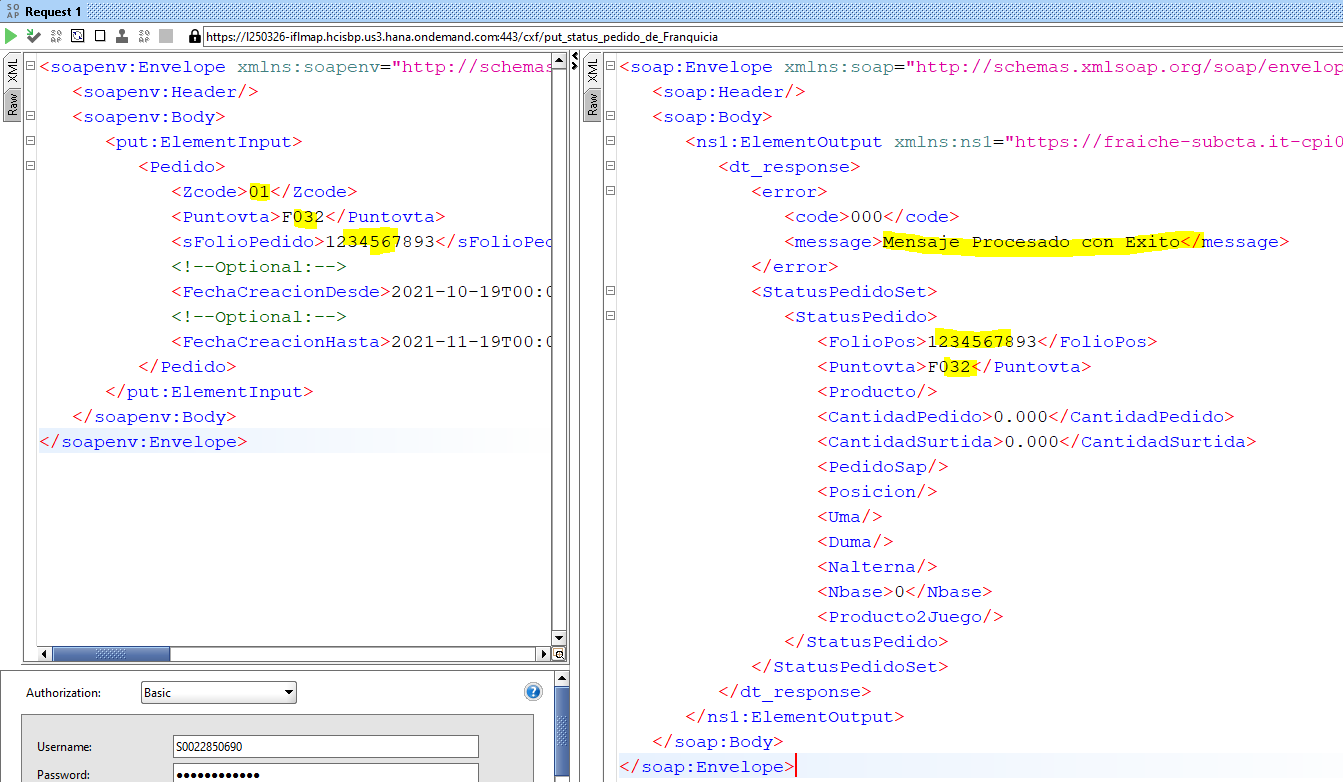 SO
AP Request 1
https://l250326-iflmap.hcisbp.us3.hana.ondemand.com:443/cxf/put_status_pedido_de_Franquicia
XML
Raw
<soapenv:Envelope xmlns:soapenv="http://schemas
<soapenv:Header/>
<soapenv:Body>
<put:ElementInput>
<Pedido>
<Zcode>01</Zcode>
<Puntovta>F032</Puntovta>
<sFolioPedido>1234567893</sFolioPed
<!--Optional:-->
<FechaCreacionDesde>2021-10-19T00:0
<!--Optional:-->
<FechaCreacionHasta>2021-11-19T00:0
</Pedido>
</put:ElementInput>
</soapenv:Body>
</soapenv:Envelope>
Authorization: Basic
Username: S0022850690
Password: ●●●●●●●●●●●●
XML
Raw
<soap:Envelope xmlns:soap="http://schemas.xmlsoap.org/soap/envelop
<soap:Header/>
<soap:Body>
<ns1:ElementOutput xmlns:ns1="https://fraiche-subcta.it-cpi0
<dt_response>
<error>
<code>000</code>
<message>Mensaje Procesado con Exito</message>
</error>
<StatusPedidoSet>
<StatusPedido>
<FolioPos>1234567893</FolioPos>
<Puntovta>F032</Puntovta>
<Producto/>
<CantidadPedido>0.000</CantidadPedido>
<CantidadSurtida>0.000</CantidadSurtida>
<PedidoSap/>
<Posicion/>
<Uma/>
<Duma/>
<Nalterna/>
<Nbase>0</Nbase>
<Producto2Juego/>
</StatusPedido>
</StatusPedidoSet>
</dt_response>
</ns1:ElementOutput>
</soap:Body>
</soap:Envelope>